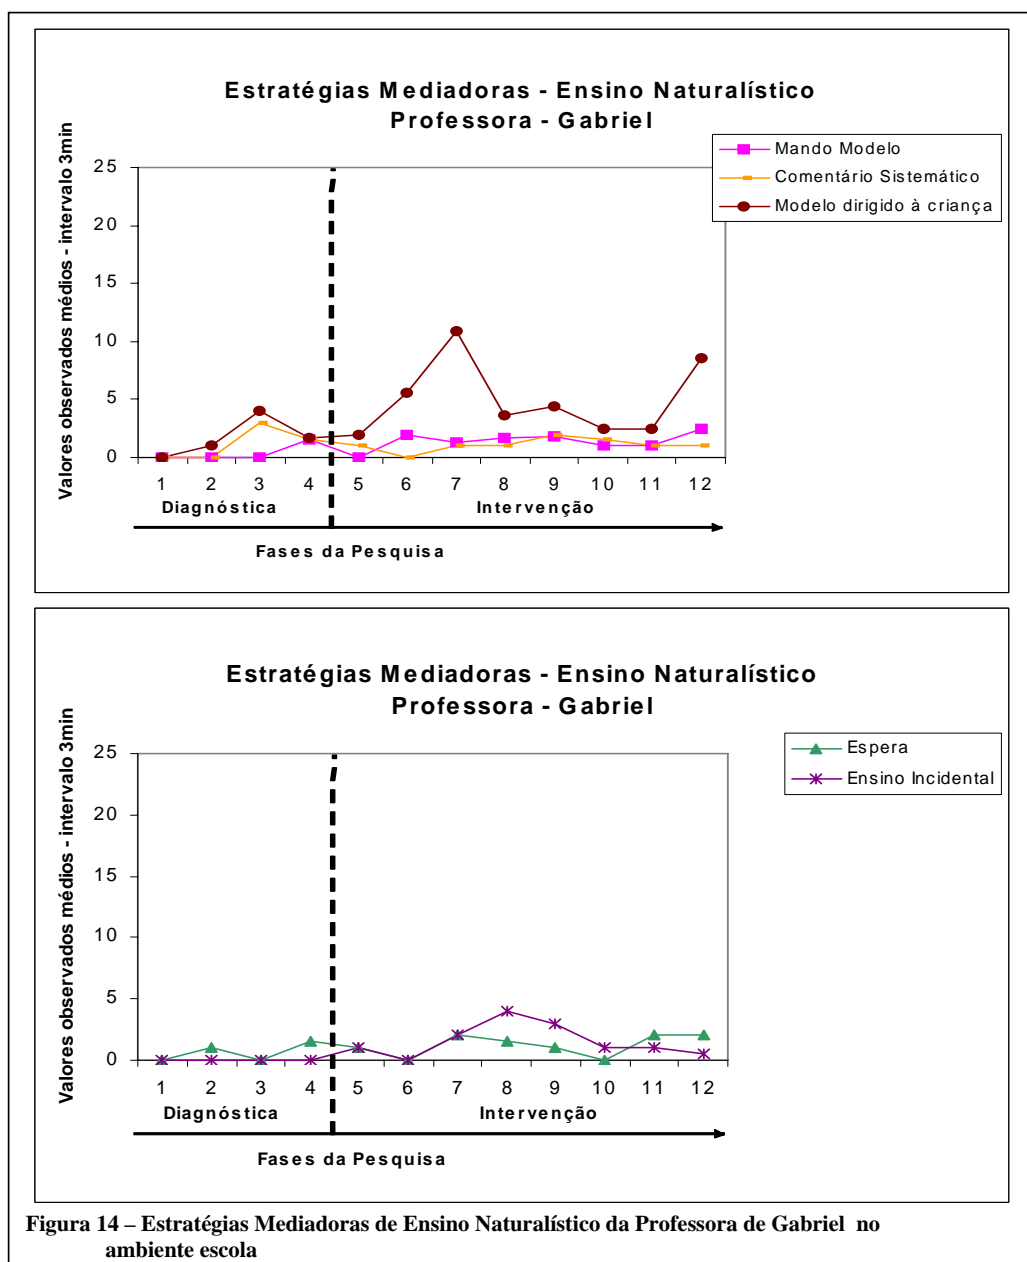 Estratégias Mediadoras - Ensino Naturalístico
Professora - Gabriel
Mando Modelo
Comentário Sistemático
Modelo dirigido à criança
Valores observados médios - intervalo 3min
25
20
15
10
5
0
1 2 3 4 5 6 7 8 9 10 11 12
Diagnóstica Intervenção
Fases da Pesquisa
Estratégias Mediadoras - Ensino Naturalístico
Professora - Gabriel
Espera
Ensino Incidental
Valores observados médios - intervalo 3min
25
20
15
10
5
0
1 2 3 4 5 6 7 8 9 10 11 12
Diagnóstica Intervenção
Fases da Pesquisa
Figura 14 – Estratégias Mediadoras de Ensino Naturalístico da Professora de Gabriel no
ambiente escola